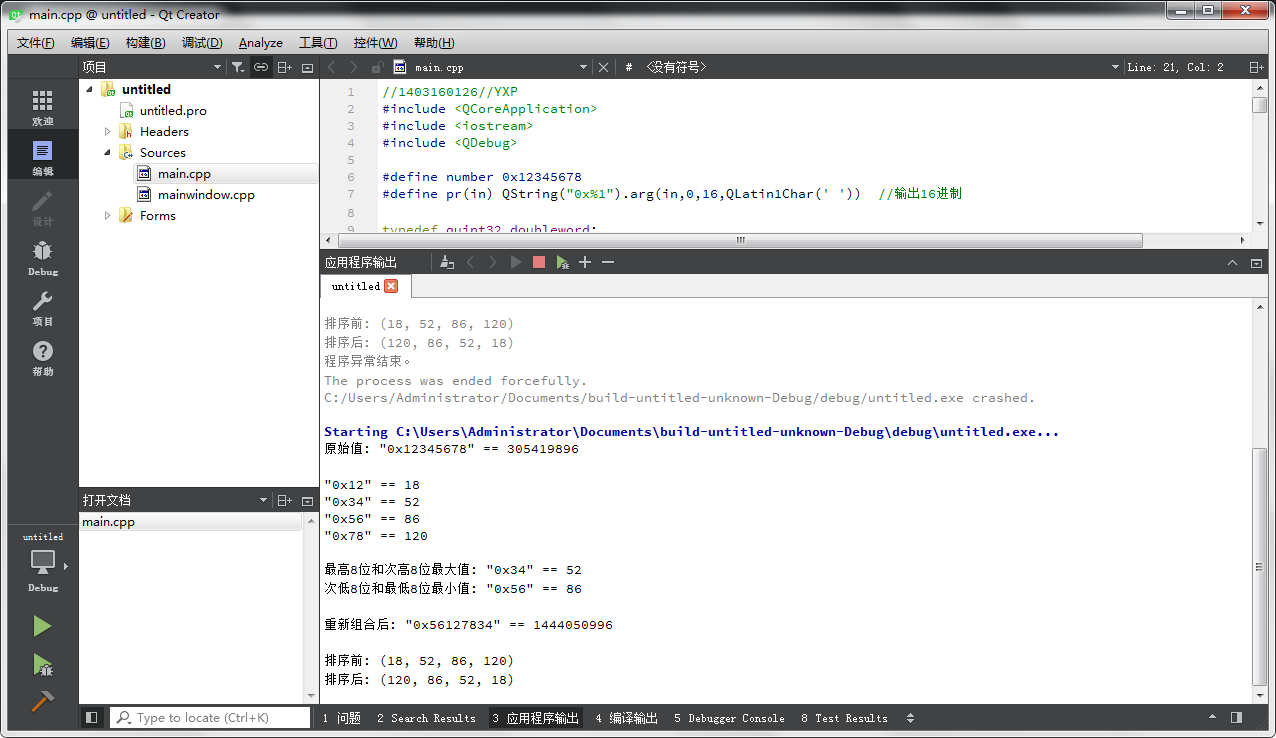 main.cpp @ untitled - Qt Creator
文件(F) 编辑(E) 构建(B) 调试(D) Analyze 工具(T) 控件(W) 帮助(H)
项目
main.cpp
# <没有符号>
Line: 21, Col: 2
欢迎
编辑
设计
Debug
项目
帮助
untitled
Debug
untitled
untitled.pro
Headers
Sources
main.cpp
mainwindow.cpp
Forms
打开文档
main.cpp
1 //1403160126//YXP
2 #include <QCoreApplication>
3 #include <iostream>
4 #include <QDebug>
5
6 #define number 0x12345678
7 #define pr(in) QString("0x%1").arg(in,0,16,QLatin1Char(' ')) //输出16进制
8
9 typedef quint32 doubleword;
应用程序输出
untitled
排序前: (18, 52, 86, 120)
排序后: (120, 86, 52, 18)
程序异常结束。
The process was ended forcefully.
C:/Users/Administrator/Documents/build-untitled-unknown-Debug/debug/untitled.exe crashed.
Starting C:\Users\Administrator\Documents\build-untitled-unknown-Debug\debug\untitled.exe...
原始值: "0x12345678" == 305419896
"0x12" == 18
"0x34" == 52
"0x56" == 86
"0x78" == 120
最高8位和次高8位最大值: "0x34" == 52
次低8位和最低8位最小值: "0x56" == 86
重新组合后: "0x56127834" == 1444050996
排序前: (18, 52, 86, 120)
排序后: (120, 86, 52, 18)
Type to locate (Ctrl+K)
1 问题 2 Search Results 3 应用程序输出 4 编译输出 5 Debugger Console 8 Test Results